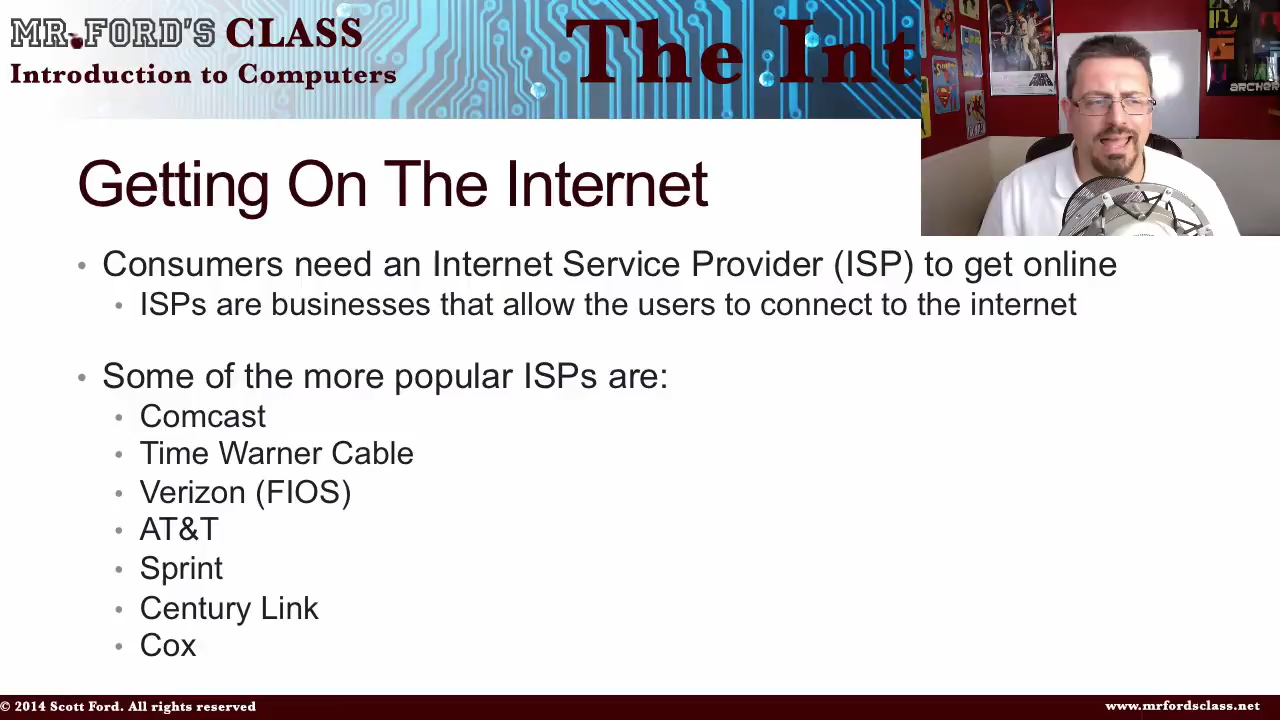 MR. FORD'S CLASS
Introduction to Computers
The Int
ARCHER
Getting On The Internet
• Consumers need an Internet Service Provider (ISP) to get online
• ISPs are businesses that allow the users to connect to the internet
• Some of the more popular ISPs are:
• Comcast
• Time Warner Cable
• Verizon (FIOS)
• AT&T
• Sprint
• Century Link
• Cox
© 2014 Scott Ford. All rights reserved
www.mrfordsclass.net